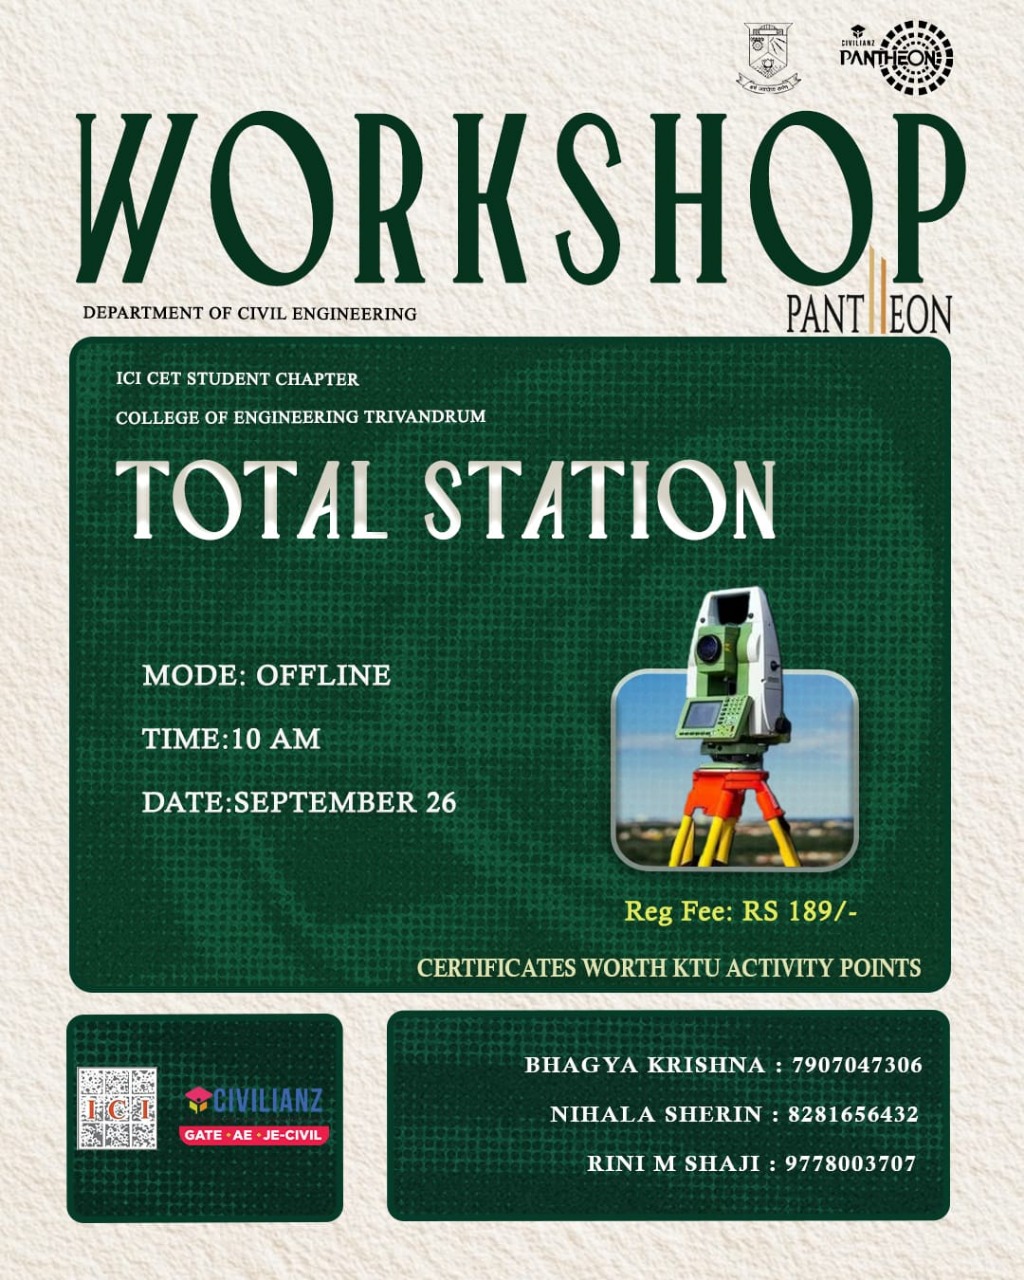 CIVILIANZ
PANTHEON
WORKSHOP
DEPARTMENT OF CIVIL ENGINEERING
PANTHEON
ICI CET STUDENT CHAPTER
COLLEGE OF ENGINEERING TRIVANDRUM
TOTAL STATION
MODE: OFFLINE
TIME:10 AM
DATE:SEPTEMBER 26
Reg Fee: RS 189/-
CERTIFICATES WORTH KTU ACTIVITY POINTS
ICI
CIVILIANZ
GATE • AE • JE-CIVIL
BHAGYA KRISHNA : 7907047306
NIHALA SHERIN : 8281656432
RINI M SHAJI : 9778003707